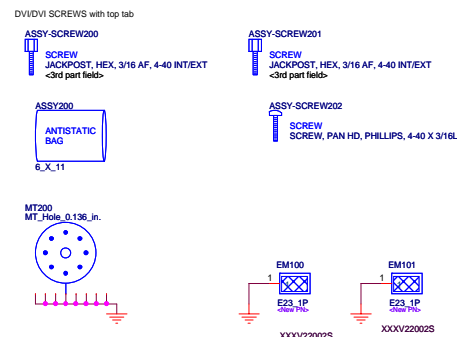 DVI/DVI SCREWS with top tab
ASSY-SCREW200
SCREW
JACKPOST, HEX, 3/16 AF, 4-40 INT/EXT
<3rd part field>
ASSY-SCREW201
SCREW
JACKPOST, HEX, 3/16 AF, 4-40 INT/EXT
<3rd part field>
ASSY200
ANTISTATIC
BAG
6_X_11
ASSY-SCREW202
SCREW
SCREW, PAN HD, PHILLIPS, 4-40 X 3/16L
MT200
MT_Hole_0.136_in.
EM100
1
E23_1P
<New PN>
XXXV22002S
EM101
1
E23_1P
<New PN>
XXXV22002S